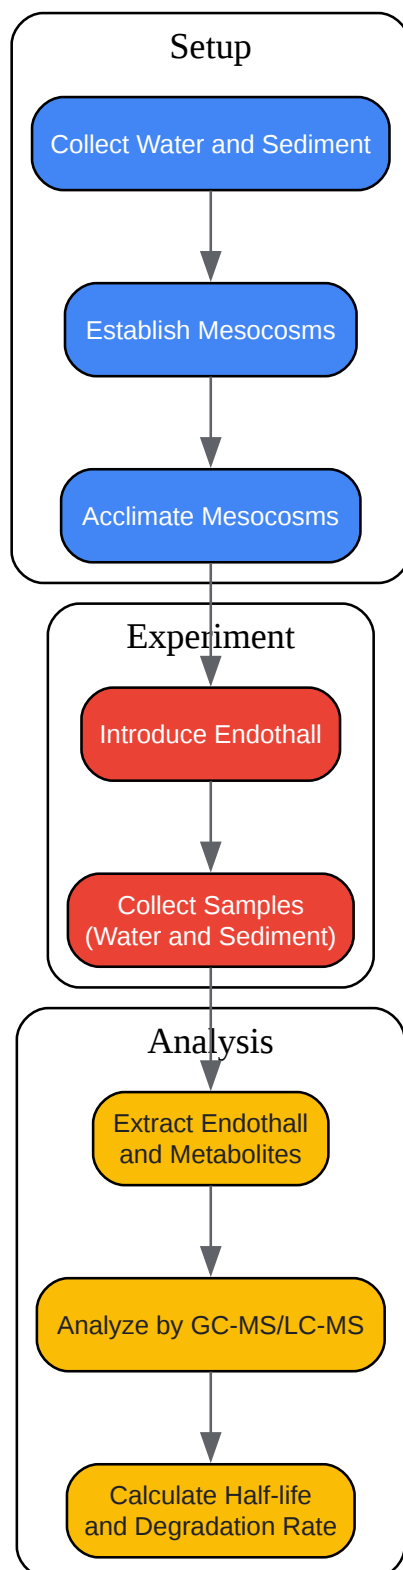 Setup
Collect Water and Sediment
Establish Mesocosms
Acclimate Mesocosms
Experiment
Introduce Endothall
Collect Samples
(Water and Sediment)
Analysis
Extract Endothall
and Metabolites
Analyze by GC-MS/LC-MS
Calculate Half-life
and Degradation Rate